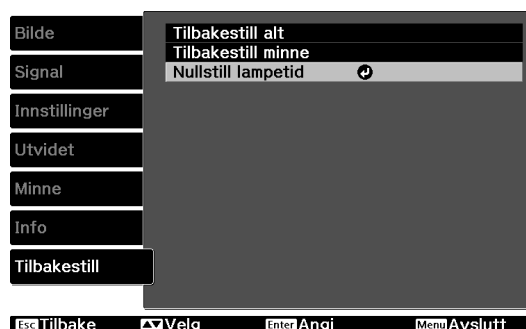 Bilde
Signal
Innstillinger
Utvidet
Minne
Info
Tilbakestill
Tilbakestill alt
Tilbakestill minne
Nullstill lampetid
Esc Tilbake Velg Enter Angi Menu Avslutt